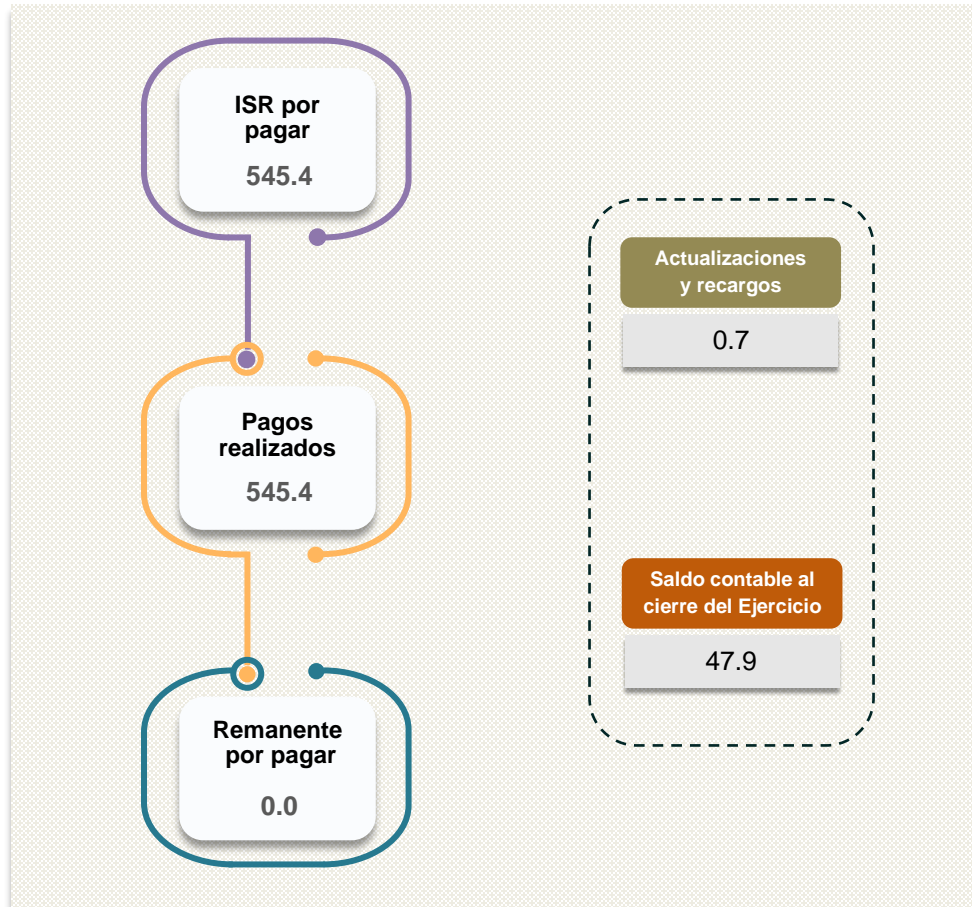 ISR por
pagar
545.4
Actualizaciones
y recargos
0.7
Pagos
realizados
545.4
Saldo contable al
cierre del Ejercicio
47.9
Remanente
por pagar
0.0